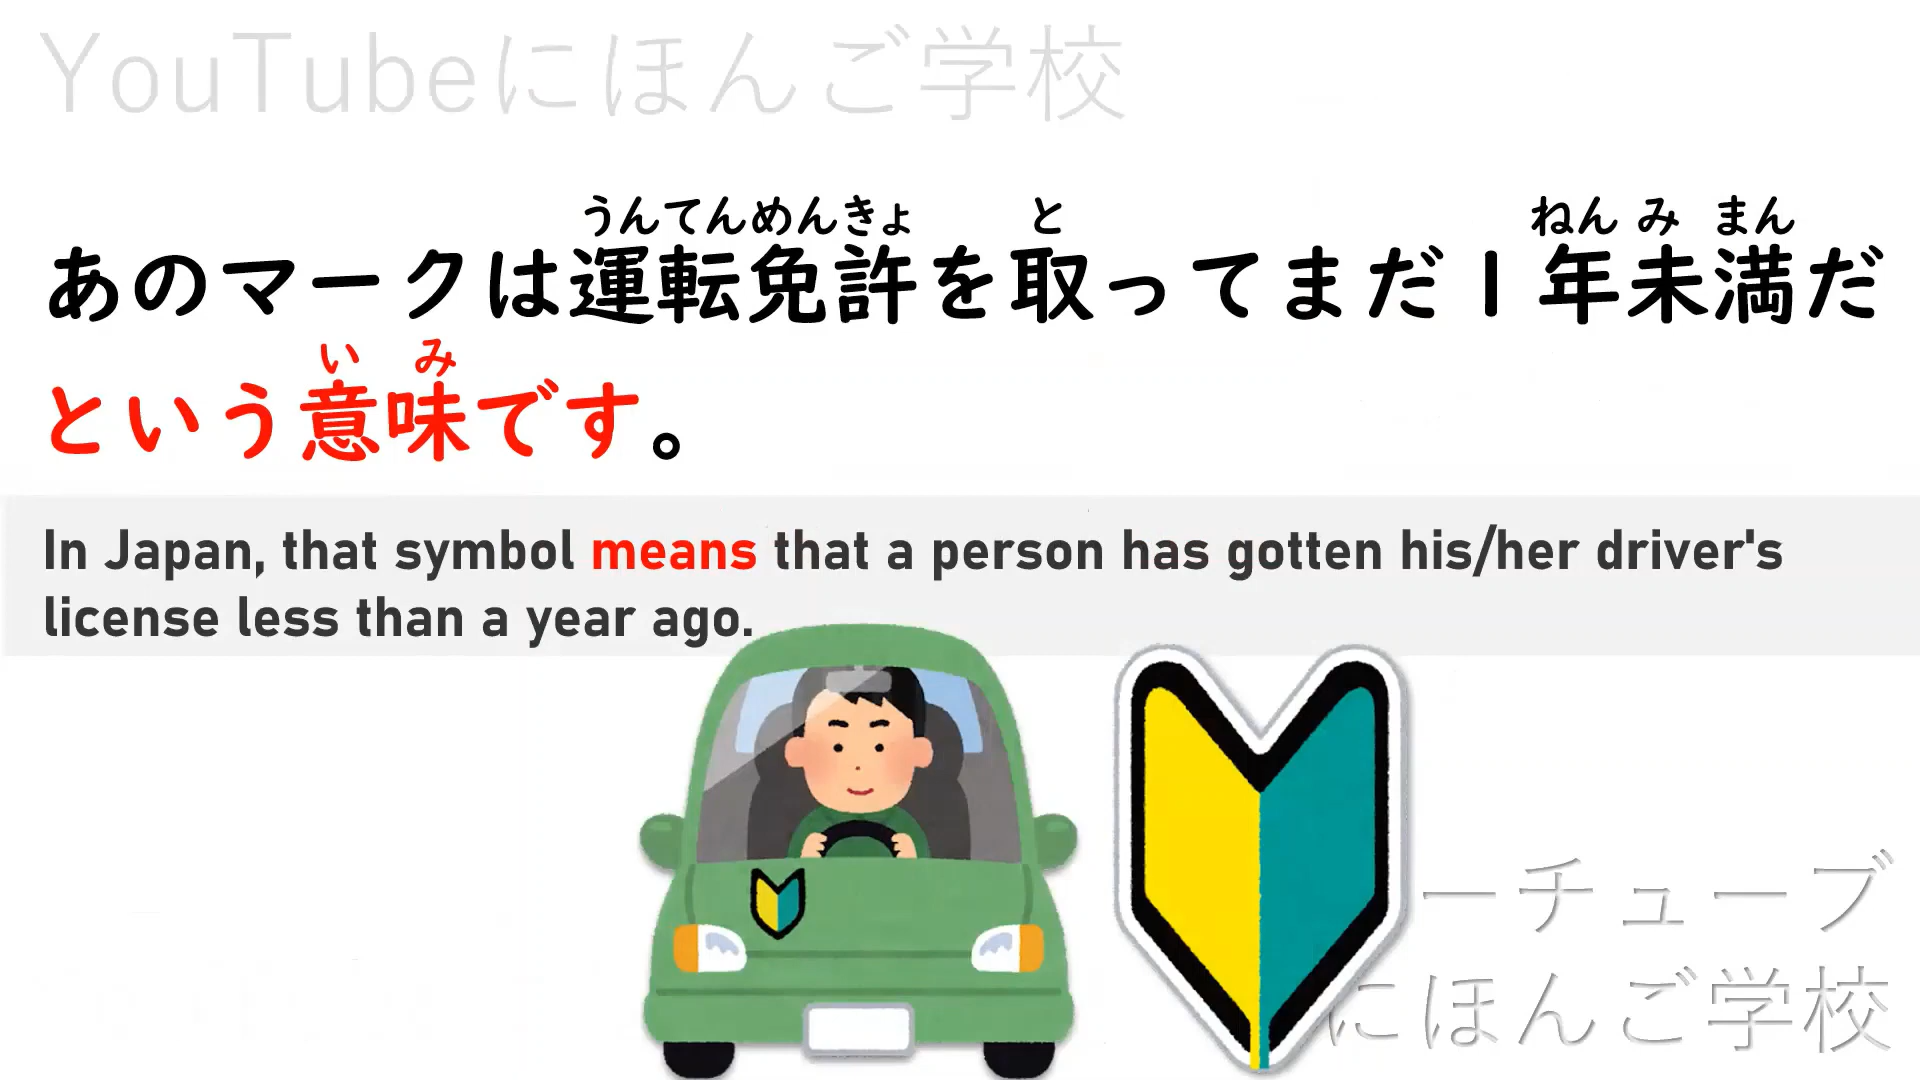 YouTubeにほんご学校
うんてんめんきょ と ねん み まん
あのマークは運転免許を取ってまだ1年未満だ
い み
という意味です。
In Japan, that symbol means that a person has gotten his/her driver's
license less than a year ago.
ーチューブ
にほんご学校